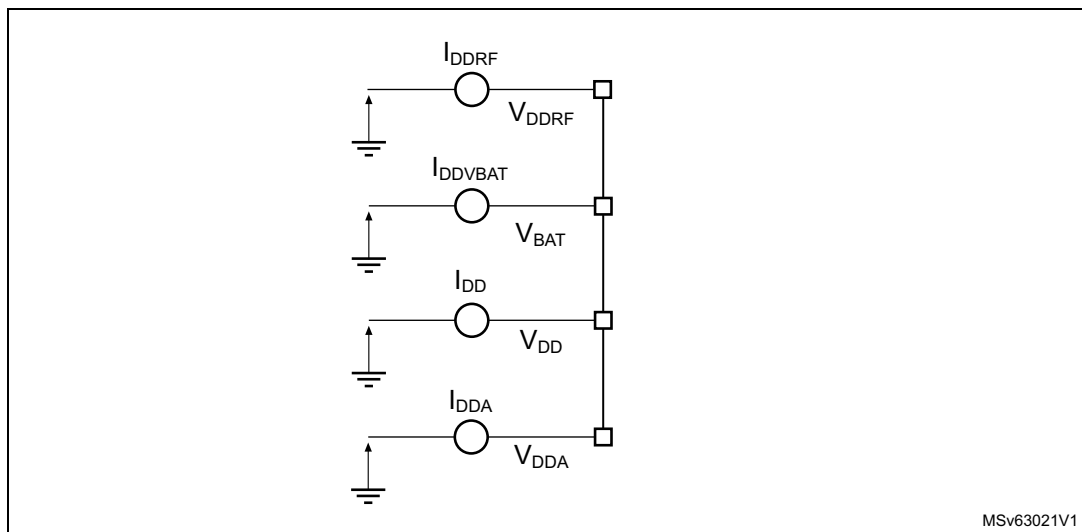 IDDRF
VDDRF
IDDVBAT
VBAT
IDD
VDD
IDDA
VDDA
MSv63021V1